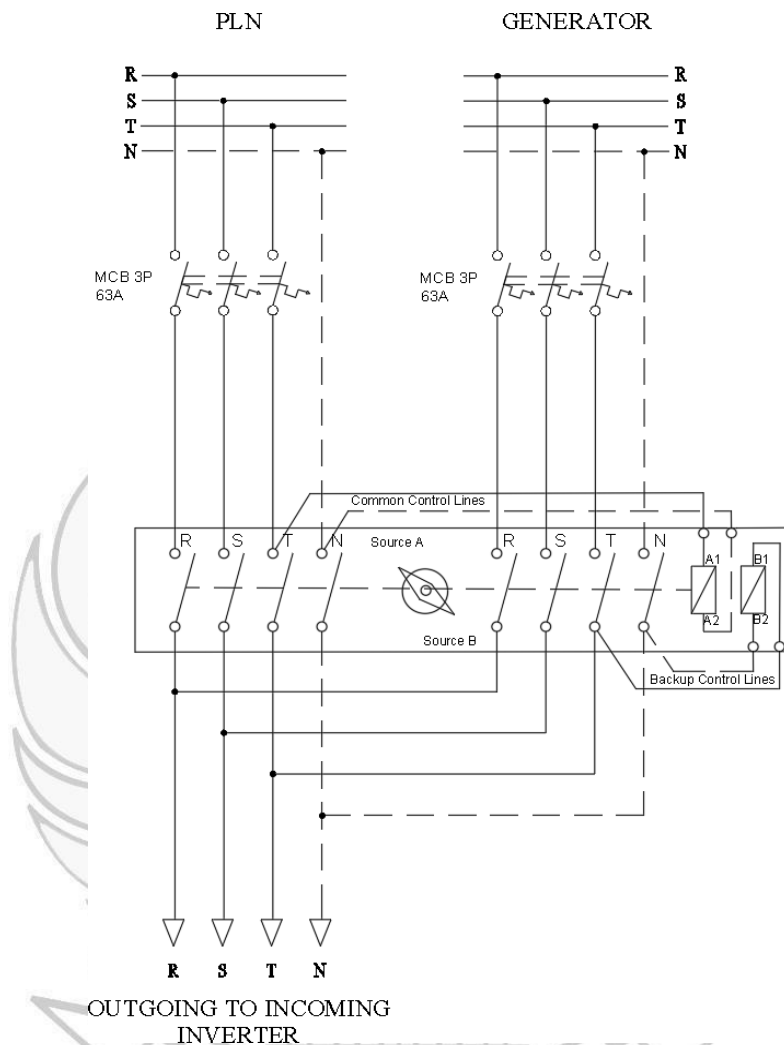 PLN GENERATOR
R R
S S
T T
N N
MCB 3P
63A
MCB 3P
63A
Common Control Lines
R S T N Source A R S T N
A1 B1
A2 B2
Source B
Backup Control Lines
R S T N
OUTGOING TO INCOMING
INVERTER